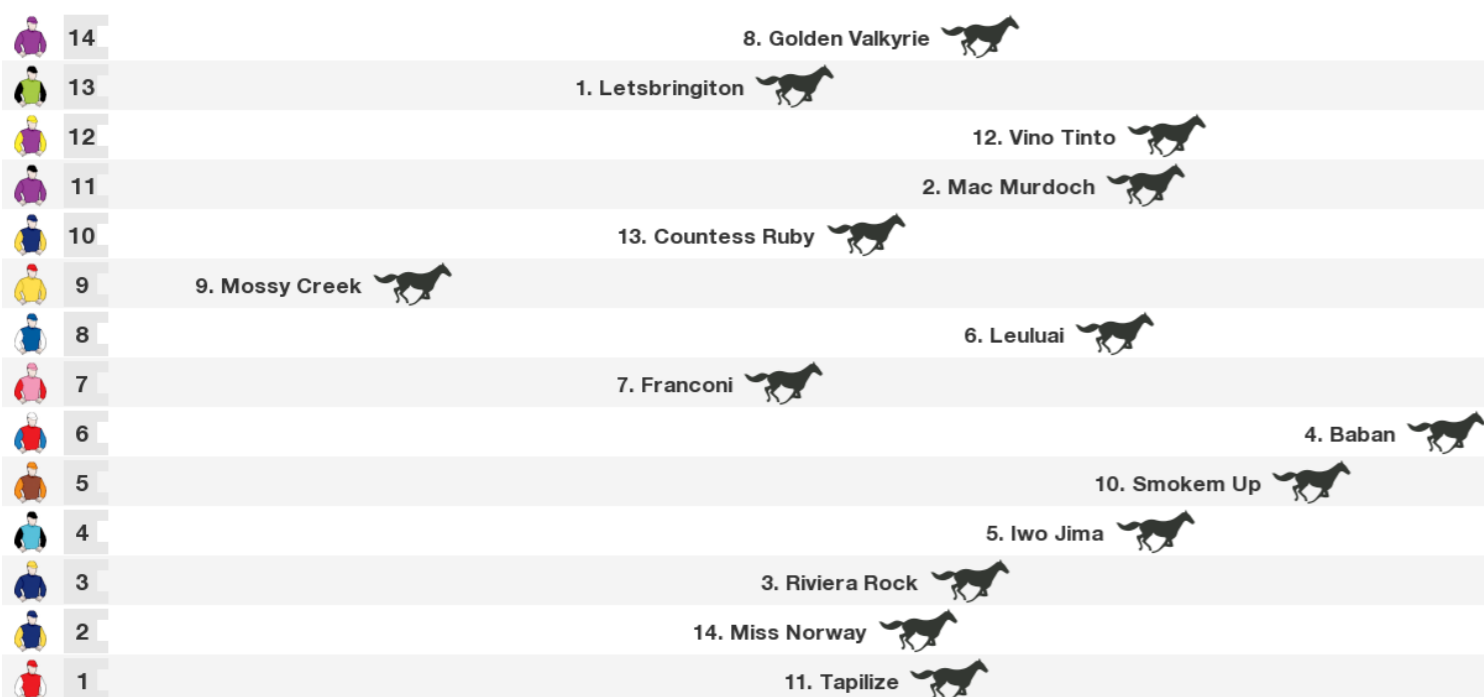 14 8. Golden Valkyrie
13 1. Letsbringiton
12 12. Vino Tinto
11 2. Mac Murdoch
10 13. Countess Ruby
9 9. Mossy Creek
8 6. Leuluai
7 7. Franconi
6 4. Baban
5 10. Smokem Up
4 5. Iwo Jima
3 3. Riviera Rock
2 14. Miss Norway
1 11. Tapilize